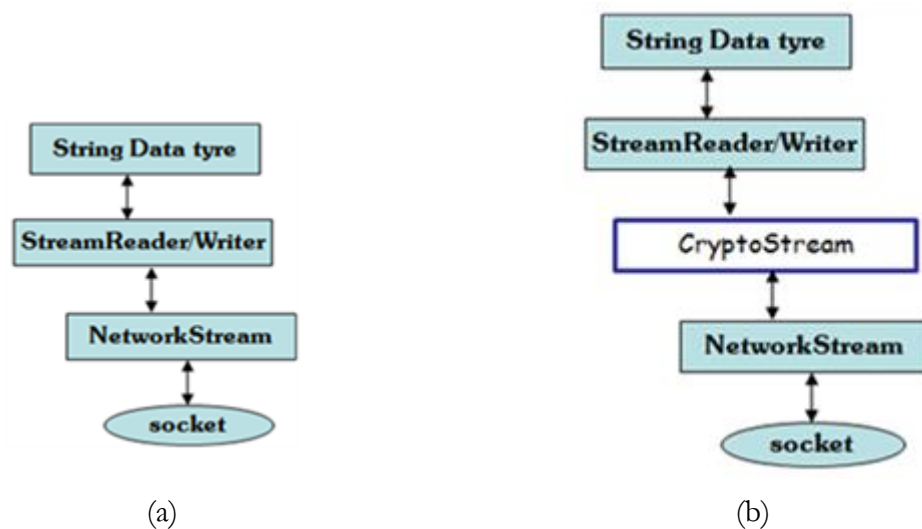 String Data tyre
StreamReader/Writer
NetworkStream
socket
(a)
String Data tyre
StreamReader/Writer
CryptoStream
NetworkStream
socket
(b)